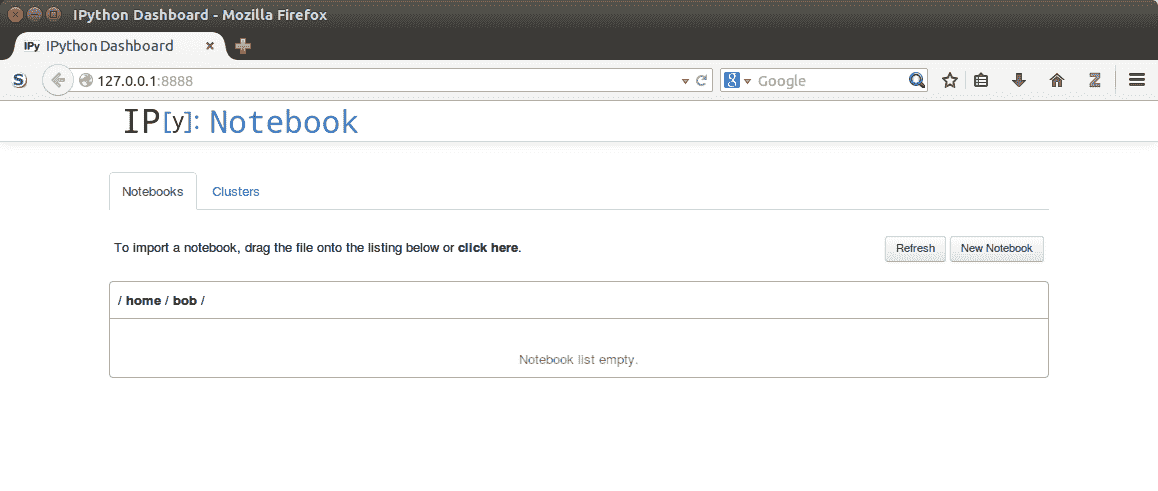 IPython Dashboard - Mozilla Firefox
IPy IPython Dashboard
S 127.0.0.1:8888 g Google Z
IP[y]: Notebook
Notebooks Clusters
To import a notebook, drag the file onto the listing below or click here. Refresh New Notebook
/ home / bob /
Notebook list empty.